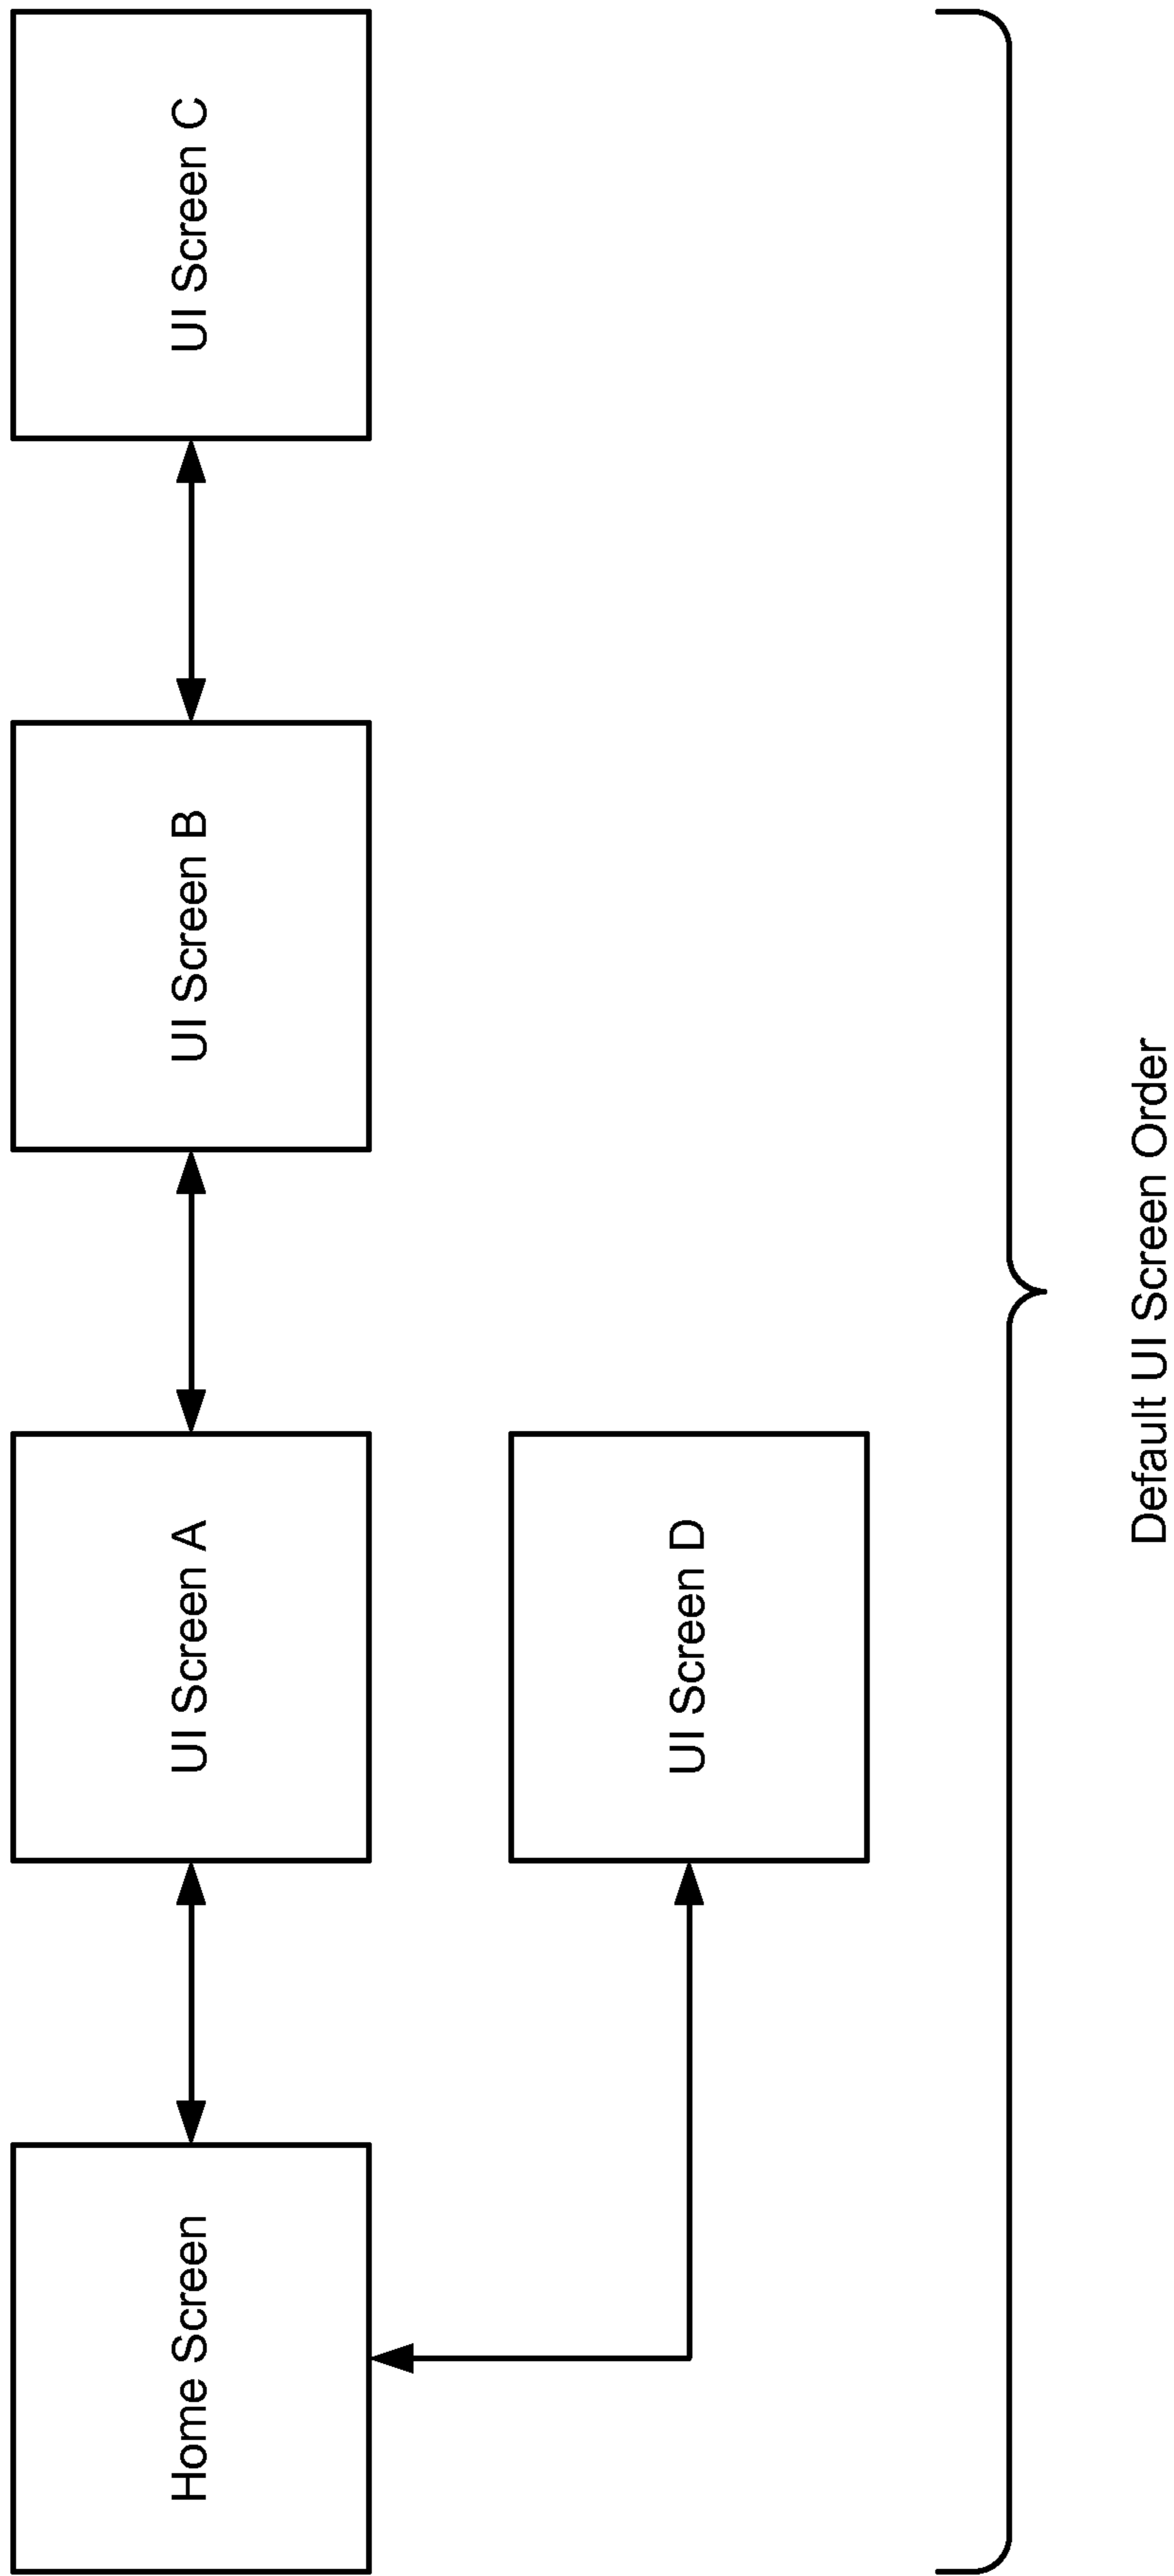 Home Screen
UI Screen A
UI Screen B
UI Screen C
UI Screen D
Default UI Screen Order